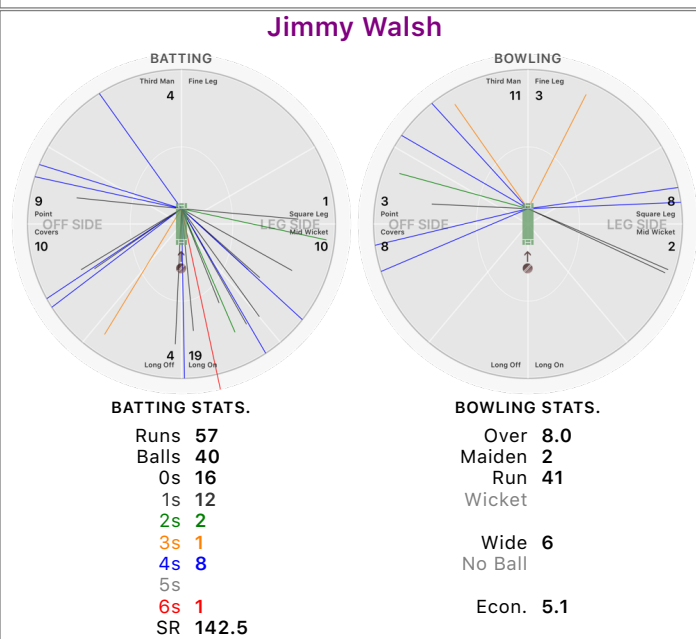 Jimmy Walsh
BATTING
Third Man Fine Leg
4
9 1
Point Square Leg
OFF SIDE LEG SIDE
Covers Mid Wicket
10 10
4 19
Long Off Long On
BATTING STATS.
Runs 57
Balls 40
0s 16
1s 12
2s 2
3s 1
4s 8
5s
6s 1
SR 142.5
BOWLING
Third Man Fine Leg
11 3
3 8
Point Square Leg
OFF SIDE LEG SIDE
Covers Mid Wicket
8 2
Long Off Long On
BOWLING STATS.
Over 8.0
Maiden 2
Run 41
Wicket
Wide 6
No Ball
Econ. 5.1